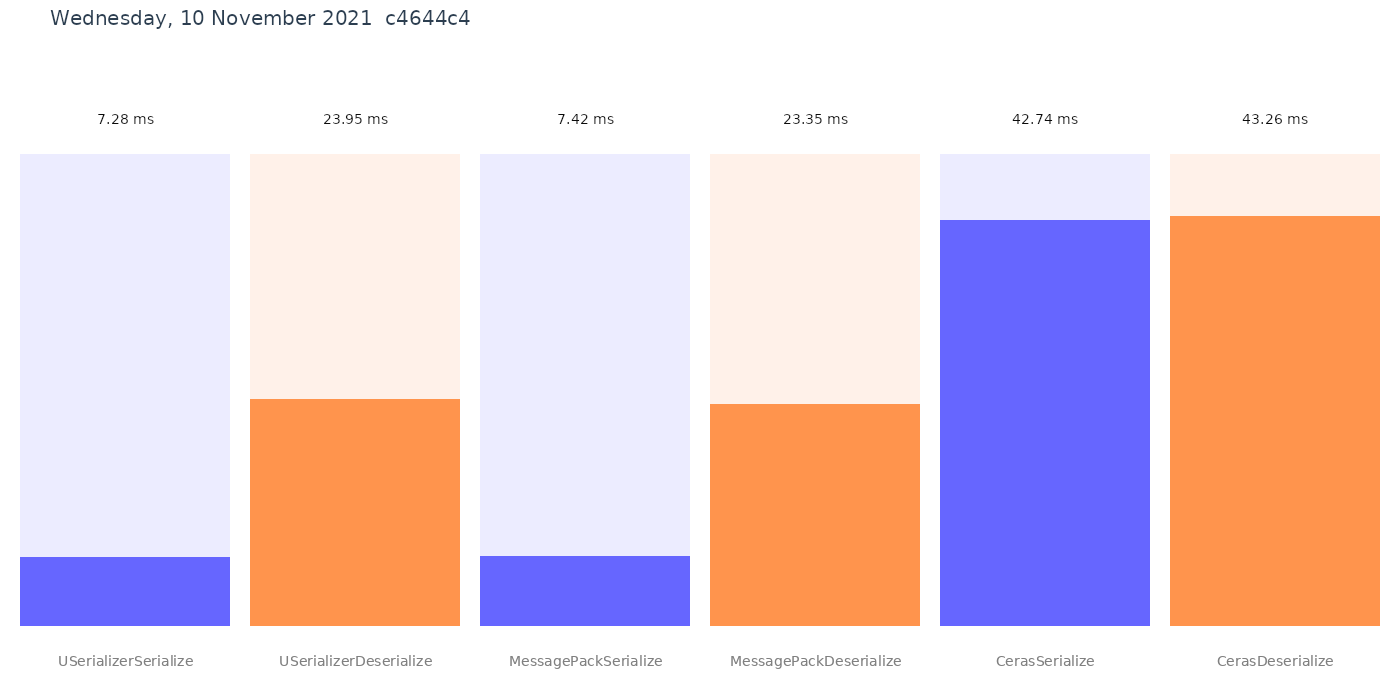 Wednesday, 10 November 2021  c4644c4
7.28 ms
23.95 ms
7.42 ms
23.35 ms
42.74 ms
43.26 ms
USerializerSerialize
USerializerDeserialize
MessagePackSerialize
MessagePackDeserialize
CerasSerialize
CerasDeserialize